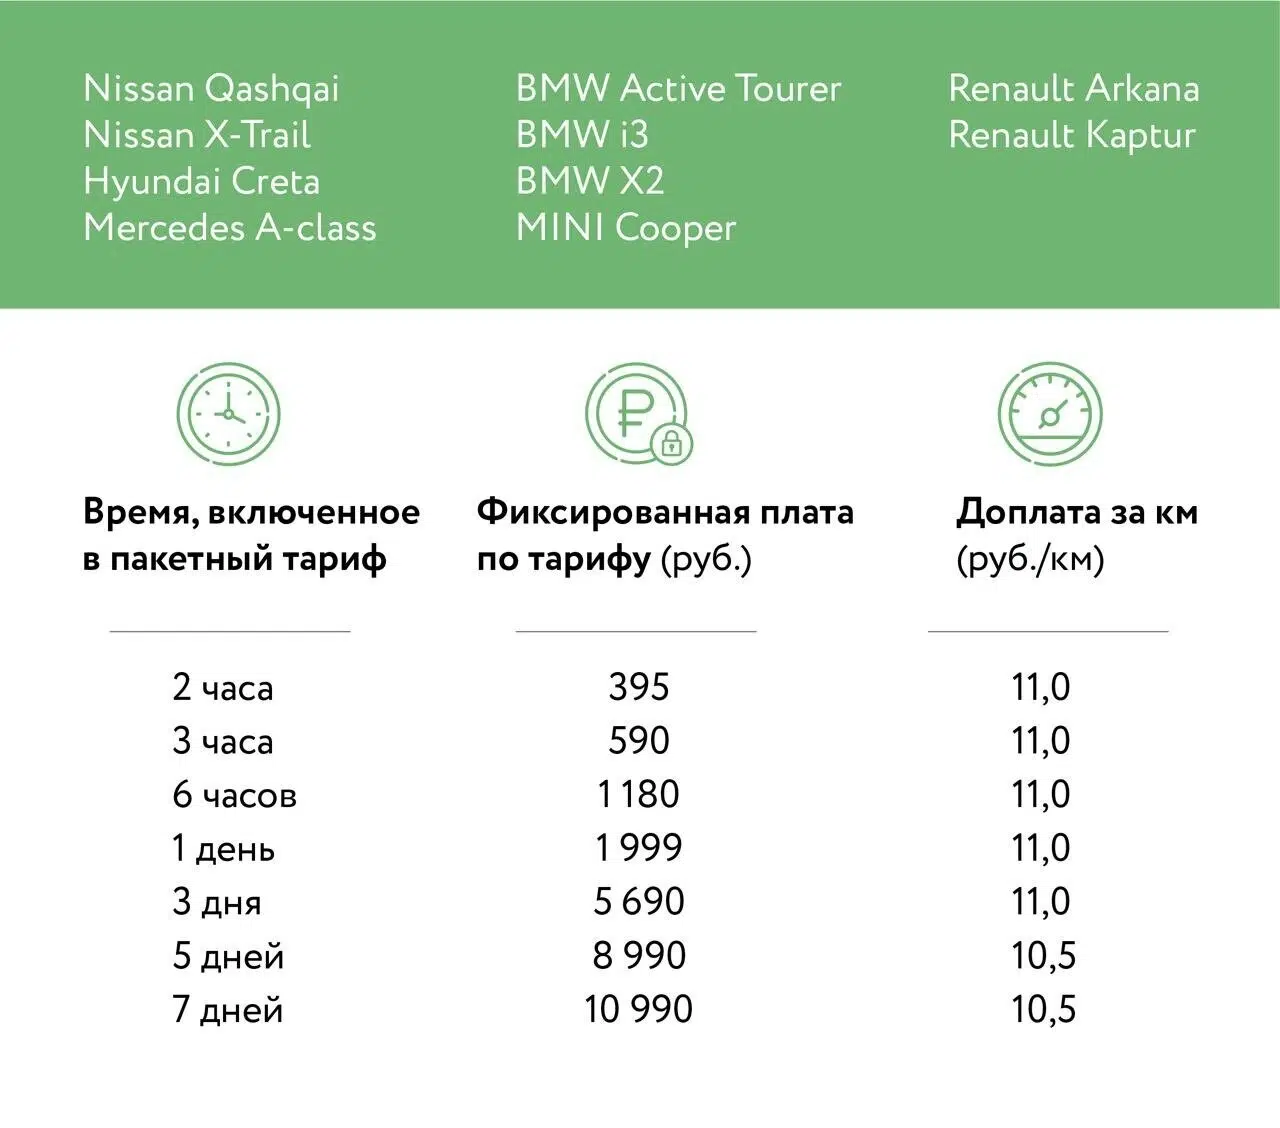 Nissan Qashqai
Nissan X-Trail
Hyundai Creta
Mercedes A-class
BMW Active Tourer
BMW i3
BMW X2
MINI Cooper
Renault Arkana
Renault Kaptur
Время, включенное
в пакетный тариф
Фиксированная плата
по тарифу (руб.)
Доплата за км
(руб./км)
2 часа 395 11,0
3 часа 590 11,0
6 часов 1 180 11,0
1 день 1 999 11,0
3 дня 5 690 11,0
5 дней 8 990 10,5
7 дней 10 990 10,5